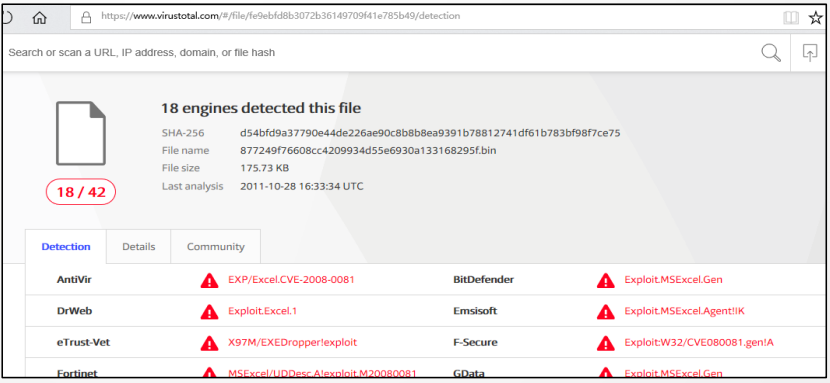 https://www.virustotal.com/#/file/fe9ebfd8b3072b36149709f41e785b49/detection
Search or scan a URL, IP address, domain, or file hash
18 engines detected this file
SHA-256 d54bfd9a37790e44de226ae90c8b8b8ea9391b78812741df61b783bf98f7ce75
File name 877249f76608cc4209934d55e6930a133168295f.bin
File size 175.73 KB
Last analysis 2011-10-28 16:33:34 UTC
18 / 42
Detection Details Community
AntiVir EXP/Excel.CVE-2008-0081 BitDefender Exploit.MSExcel.Gen
DrWeb Exploit.Excel.1 Emsisoft Exploit.MSExcel.Agent!IK
eTrust-Vet X97M/EXEDropper!exploit F-Secure Exploit:W32/CVE080081.gen!A
Fortinet MSExcel/UDDesc.A!exploit.M20080081 GData Exploit.MSExcel.Gen